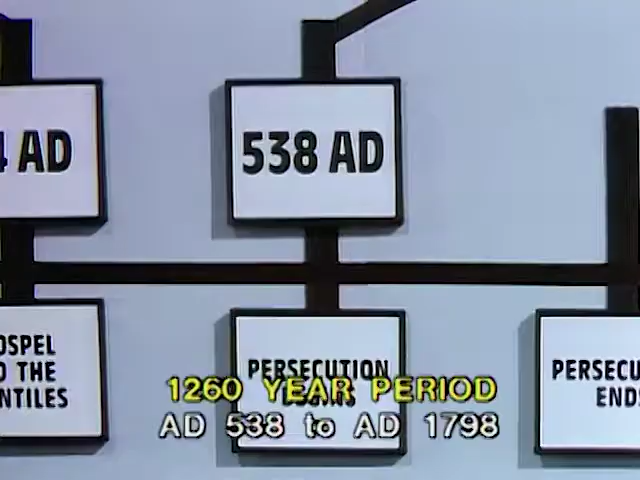 4 AD
538 AD
OSPEL
O THE
NTILES
PERSECUTION
PERSECU
ENDS
1260 YEAR PERIOD
AD 538 to AD 1798